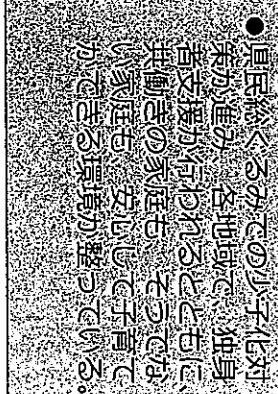 ●県民総ぐるみでの少子化対
策が進み、各地域で、独身
者支援が行われるとともに、
共働きの家庭も、そうでな
い家庭も、安心して子育て
ができる環境が整っている。